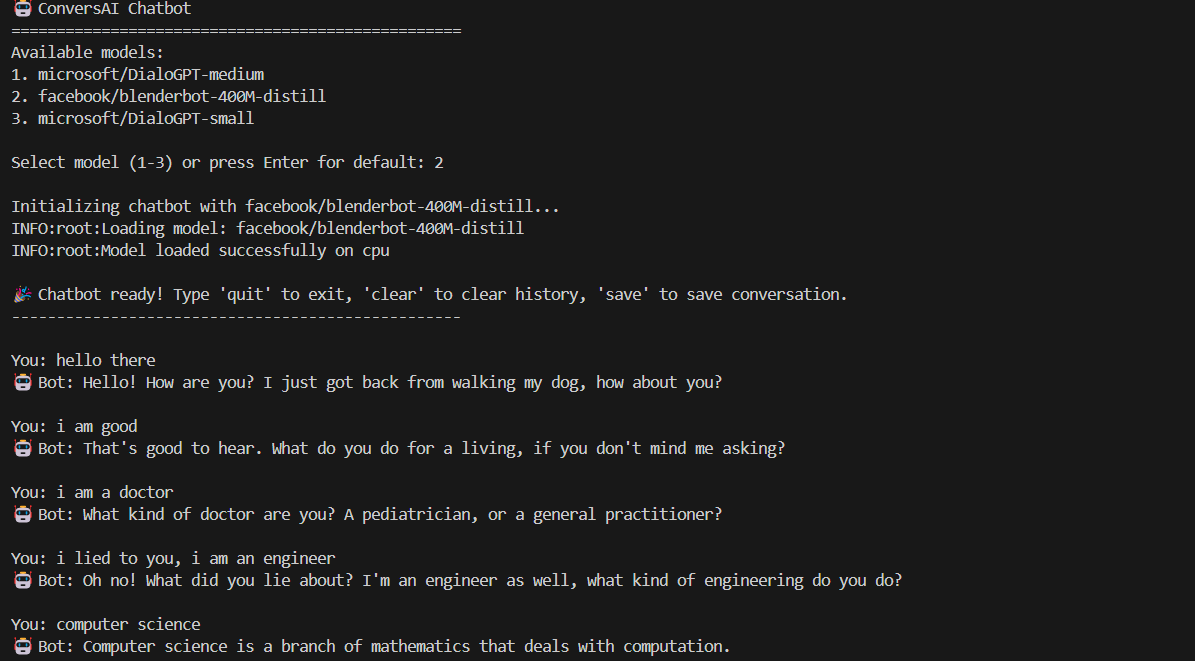 🤖 ConversAI Chatbot
==================================================
Available models:
1. microsoft/DialoGPT-medium
2. facebook/blenderbot-400M-distill
3. microsoft/DialoGPT-small
Select model (1-3) or press Enter for default: 2
Initializing chatbot with facebook/blenderbot-400M-distill...
INFO:root:Loading model: facebook/blenderbot-400M-distill
INFO:root:Model loaded successfully on cpu
🎉 Chatbot ready! Type 'quit' to exit, 'clear' to clear history, 'save' to save conversation.
--------------------------------------------------
You: hello there
🤖 Bot: Hello! How are you? I just got back from walking my dog, how about you?
You: i am good
🤖 Bot: That's good to hear. What do you do for a living, if you don't mind me asking?
You: i am a doctor
🤖 Bot: What kind of doctor are you? A pediatrician, or a general practitioner?
You: i lied to you, i am an engineer
🤖 Bot: Oh no! What did you lie about? I'm an engineer as well, what kind of engineering do you do?
You: computer science
🤖 Bot: Computer science is a branch of mathematics that deals with computation.